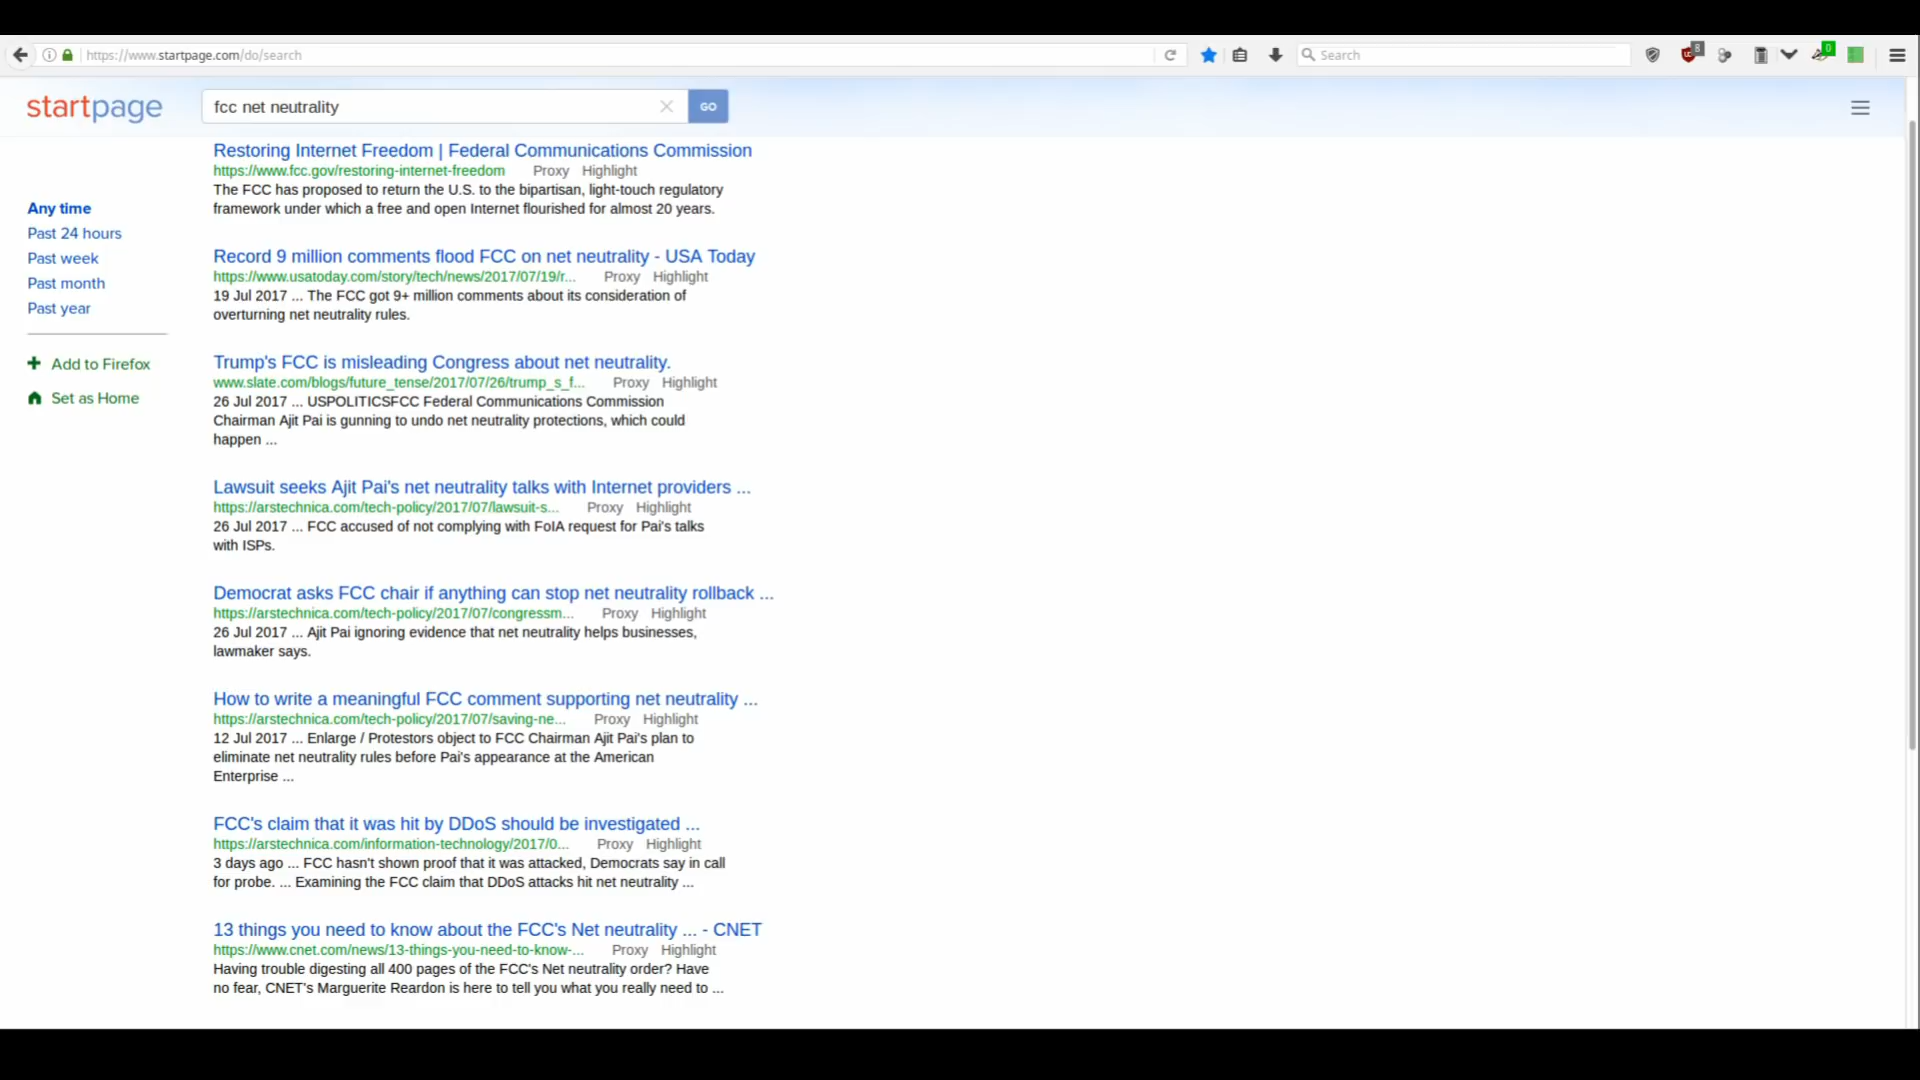 https://www.startpage.com/do/search
Search
8
0
startpage
fcc net neutrality
GO
Any time
Past 24 hours
Past week
Past month
Past year
Add to Firefox
Set as Home
Restoring Internet Freedom | Federal Communications Commission
https://www.fcc.gov/restoring-internet-freedom Proxy Highlight
The FCC has proposed to return the U.S. to the bipartisan, light-touch regulatory
framework under which a free and open Internet flourished for almost 20 years.
Record 9 million comments flood FCC on net neutrality - USA Today
https://www.usatoday.com/story/tech/news/2017/07/19/r... Proxy Highlight
19 Jul 2017 ... The FCC got 9+ million comments about its consideration of
overturning net neutrality rules.
Trump's FCC is misleading Congress about net neutrality.
www.slate.com/blogs/future_tense/2017/07/26/trump_s_f... Proxy Highlight
26 Jul 2017 ... USPOLITICSFCC Federal Communications Commission
Chairman Ajit Pai is gunning to undo net neutrality protections, which could
happen ...
Lawsuit seeks Ajit Pai's net neutrality talks with Internet providers ...
https://arstechnica.com/tech-policy/2017/07/lawsuit-s... Proxy Highlight
26 Jul 2017 ... FCC accused of not complying with FoIA request for Pai's talks
with ISPs.
Democrat asks FCC chair if anything can stop net neutrality rollback ...
https://arstechnica.com/tech-policy/2017/07/congressm... Proxy Highlight
26 Jul 2017 ... Ajit Pai ignoring evidence that net neutrality helps businesses,
lawmaker says.
How to write a meaningful FCC comment supporting net neutrality ...
https://arstechnica.com/tech-policy/2017/07/saving-ne... Proxy Highlight
12 Jul 2017 ... Enlarge / Protestors object to FCC Chairman Ajit Pai's plan to
eliminate net neutrality rules before Pai's appearance at the American
Enterprise ...
FCC's claim that it was hit by DDoS should be investigated ...
https://arstechnica.com/information-technology/2017/0... Proxy Highlight
3 days ago ... FCC hasn't shown proof that it was attacked, Democrats say in call
for probe. ... Examining the FCC claim that DDoS attacks hit net neutrality ...
13 things you need to know about the FCC's Net neutrality ... - CNET
https://www.cnet.com/news/13-things-you-need-to-know-... Proxy Highlight
Having trouble digesting all 400 pages of the FCC's Net neutrality order? Have
no fear, CNET's Marguerite Reardon is here to tell you what you really need to ...